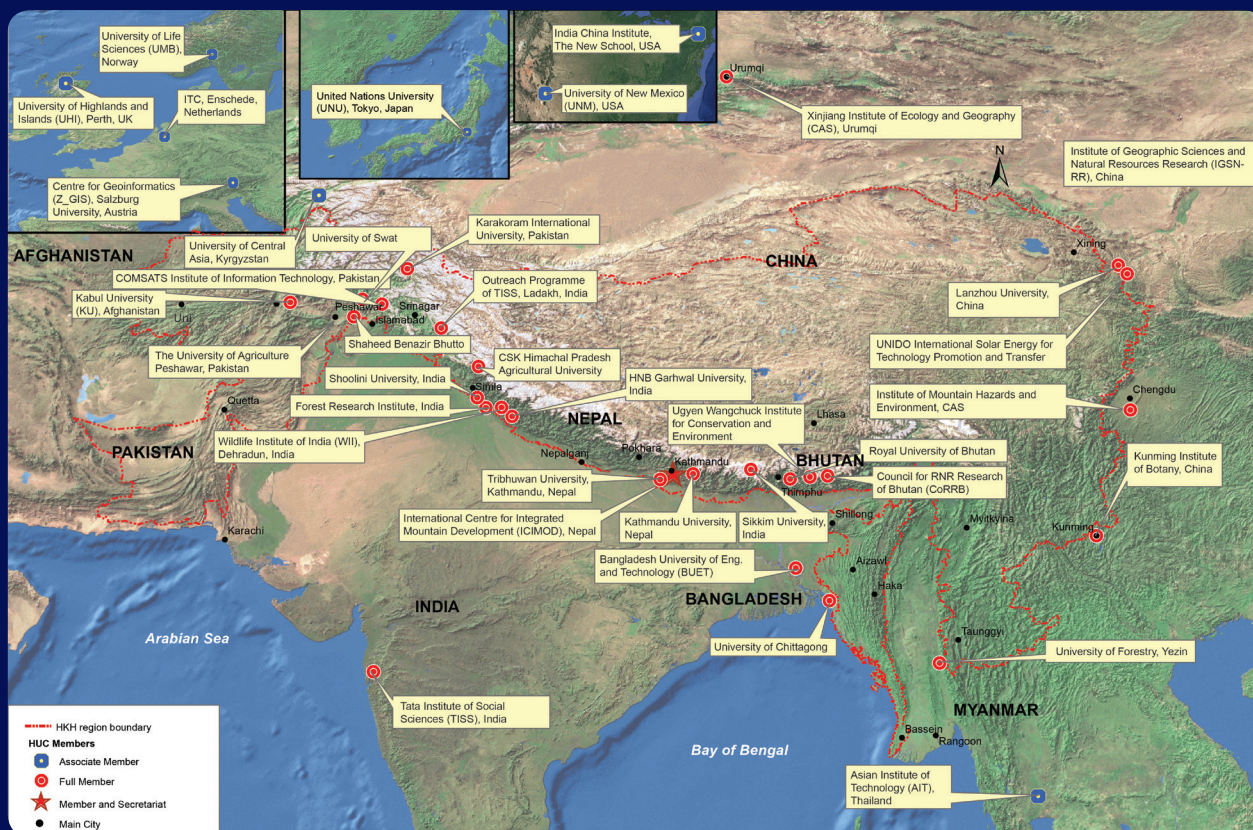 University of Life
Sciences (UMB),
Norway
University of Highlands and
Islands (UHI), Perth, UK
ITC, Enschede,
Netherlands
Centre for Geoinformatics
(Z_GIS), Salzburg
University, Austria
United Nations University
(UNU), Tokyo, Japan
India China Institute,
The New School, USA
University of New Mexico
(UNM), USA
Urumqi
Xinjiang Institute of Ecology and Geography
(CAS), Urumqi
Institute of Geographic Sciences and
Natural Resources Research (IGSN-
RR), China
N
AFGHANISTAN
University of Central
Asia, Kyrgyzstan
University of Swat
Karakoram International
University, Pakistan
CHINA
Xining
COMSATS Institute of Information Technology, Pakistan
Outreach Programme
of TISS, Ladakh, India
Lanzhou University,
China
Kabul University
(KU), Afghanistan
Uni
Peshawar
Srinagar
Islamabad
Shaheed Benazir Bhutto
The University of Agriculture
Peshawar, Pakistan
UNIDO International Solar Energy for
Technology Promotion and Transfer
CSK Himachal Pradesh
Agricultural University
Shoolini University, India
Simla
HNB Garhwal University,
India
Institute of Mountain Hazards and
Environment, CAS
Chengdu
Quetta
Forest Research Institute, India
NEPAL
Ugyen Wangchuck Institute
for Conservation and
Environment
Lhasa
PAKISTAN
Wildlife Institute of India (WII),
Dehradun, India
Nepalganj
Pokhara
Kathmandu
BHUTAN
Royal University of Bhutan
Kunming Institute
of Botany, China
Thimphu
Tribhuwan University,
Kathmandu, Nepal
Council for RNR Research
of Bhutan (CoRRB)
International Centre for Integrated
Mountain Development (ICIMOD), Nepal
Kathmandu University,
Nepal
Sikkim University,
India
Shillong
Myitkyina
Kunming
Karachi
Bangladesh University of Eng.
and Technology (BUET)
Aizawl
Haka
INDIA
BANGLADESH
Arabian Sea
University of Chittagong
Taunggyi
University of Forestry, Yezin
Tata Institute of Social
Sciences (TISS), India
MYANMAR
Bassein
Rangoon
Bay of Bengal
Asian Institute of
Technology (AIT),
Thailand
HKH region boundary
HUC Members
Associate Member
Full Member
Member and Secretariat
Main City